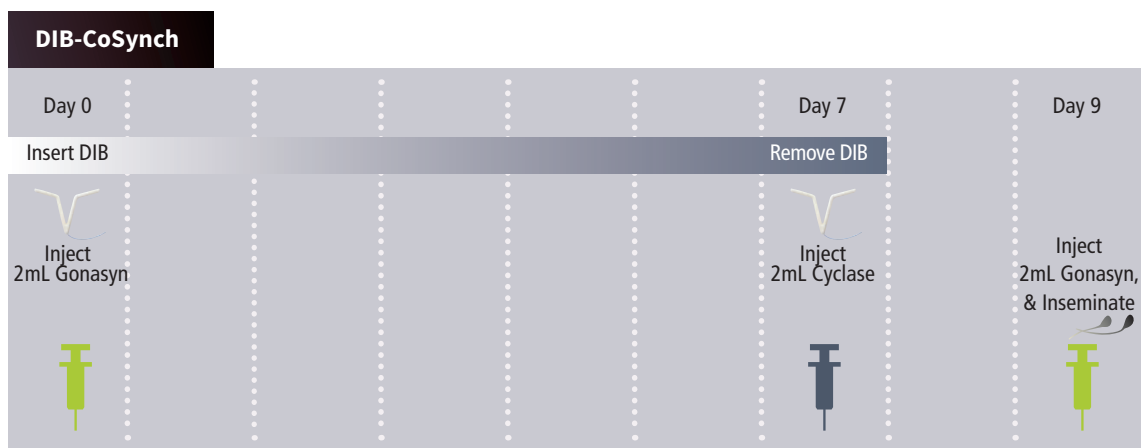 DIB-CoSynch
Day 0
Day 7
Day 9
Insert DIB
Remove DIB
Inject
2mL Gonasyn
Inject
2mL Cyclase
Inject
2mL Gonasyn,
& Inseminate